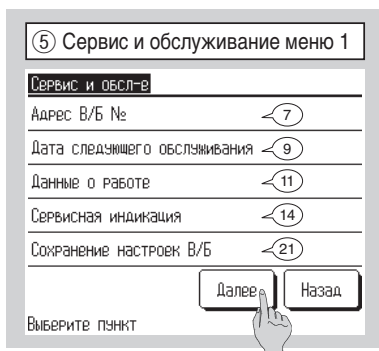 ⑤ Сервис и обслуживание меню 1
Сервис и обсл-е
Адрес В/Б № ⑦
Дата следующего обслуживания ⑨
Данные о работе ⑪
Сервисная индикация ⑭
Сохранение настроек В/Б ㉑
Далее Назад
Выберите пункт